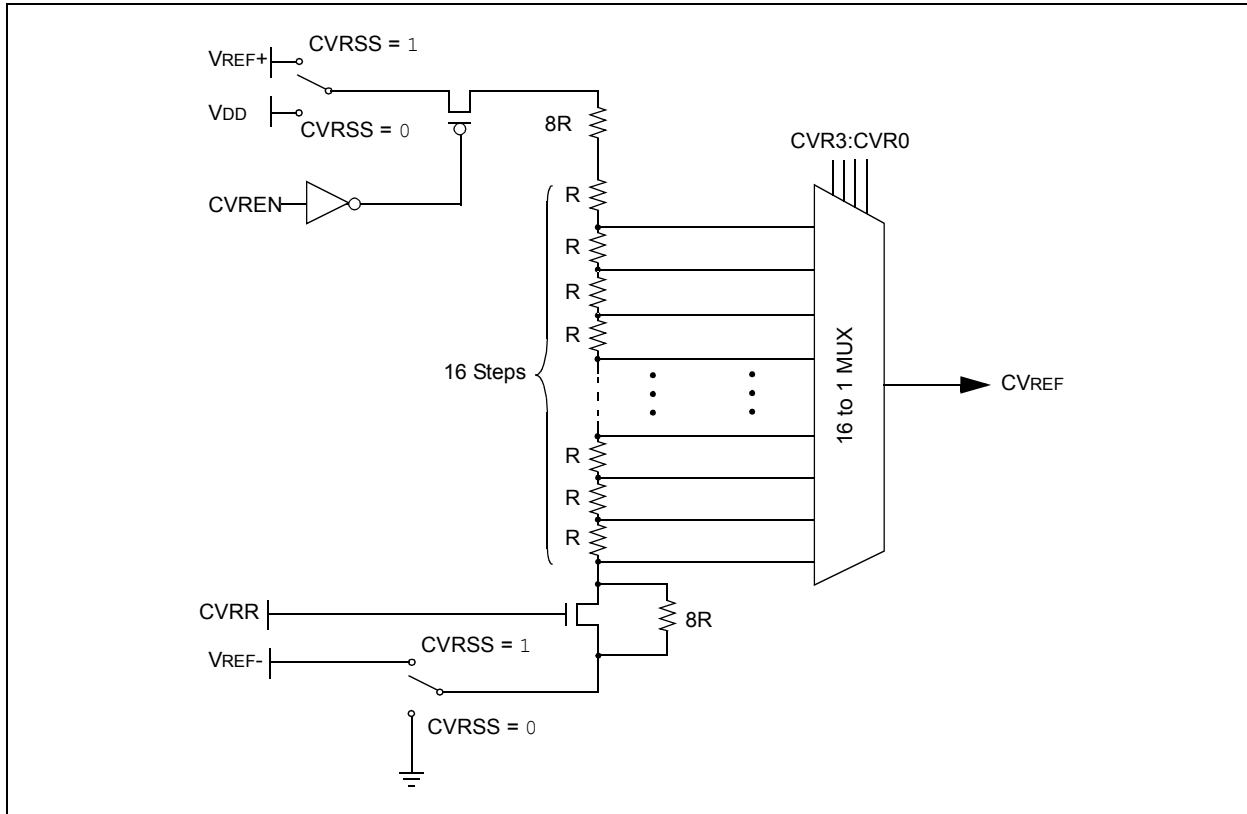 CVRSS = 1
VREF+
VDD
CVRSS = 0
8R
CVR3:CVR0
CVREN
R
R
R
R
16 Steps
16 to 1 MUX
CVREF
R
R
R
CVRR
8R
CVRSS = 1
VREF-
CVRSS = 0